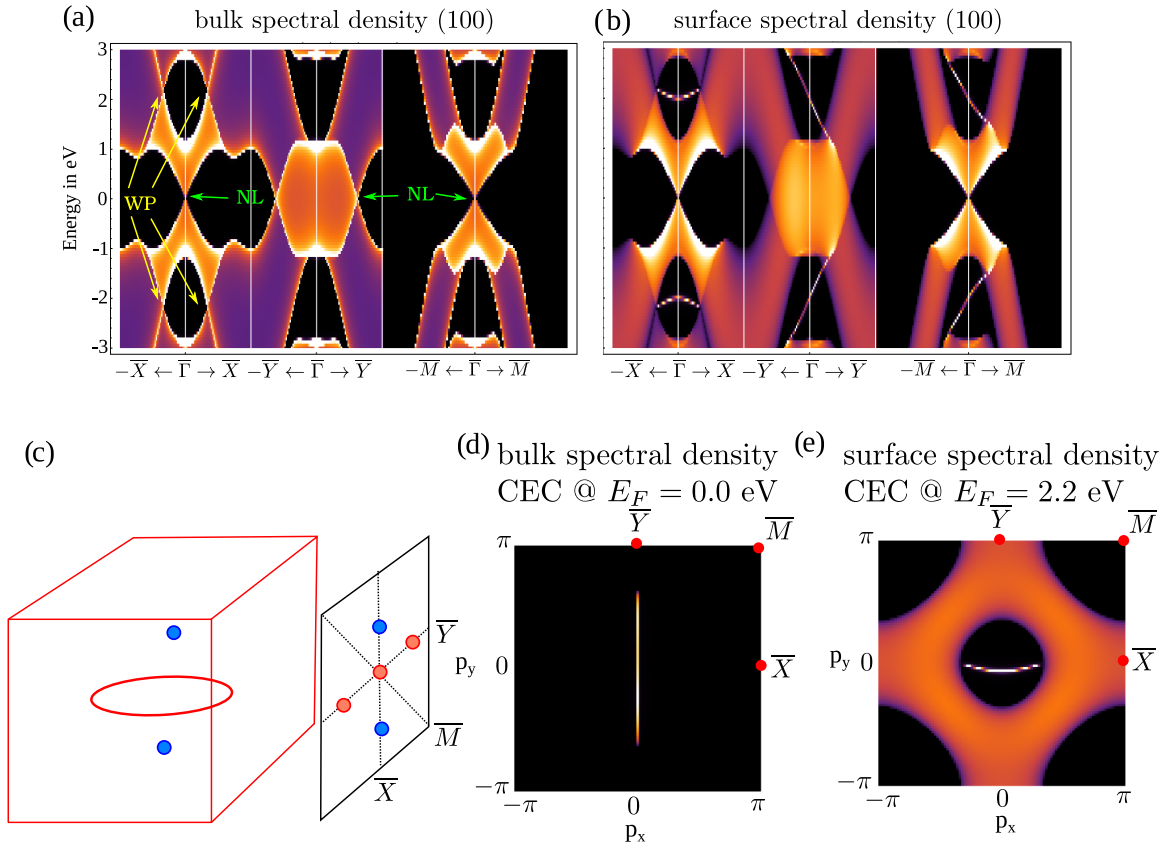 (a) bulk spectral density (100)
(b) surface spectral density (100)
Energy in eV
3
2
1
0
-1
-2
-3
WP
NL
NL
−X̅ ← Γ̅ → X̅ −Y̅ ← Γ̅ → Y̅ −M̅ ← Γ̅ → M̅
−X̅ ← Γ̅ → X̅ −Y̅ ← Γ̅ → Y̅ −M̅ ← Γ̅ → M̅
(c)
Y̅
M̅
X̅
(d)
bulk spectral density
CEC @ E_F = 0.0 eV
Y̅
M̅
π
p_y 0
X̅
−π
−π 0 π
p_x
(e)
surface spectral density
CEC @ E_F = 2.2 eV
Y̅
M̅
π
p_y 0
X̅
−π
−π 0 π
p_x